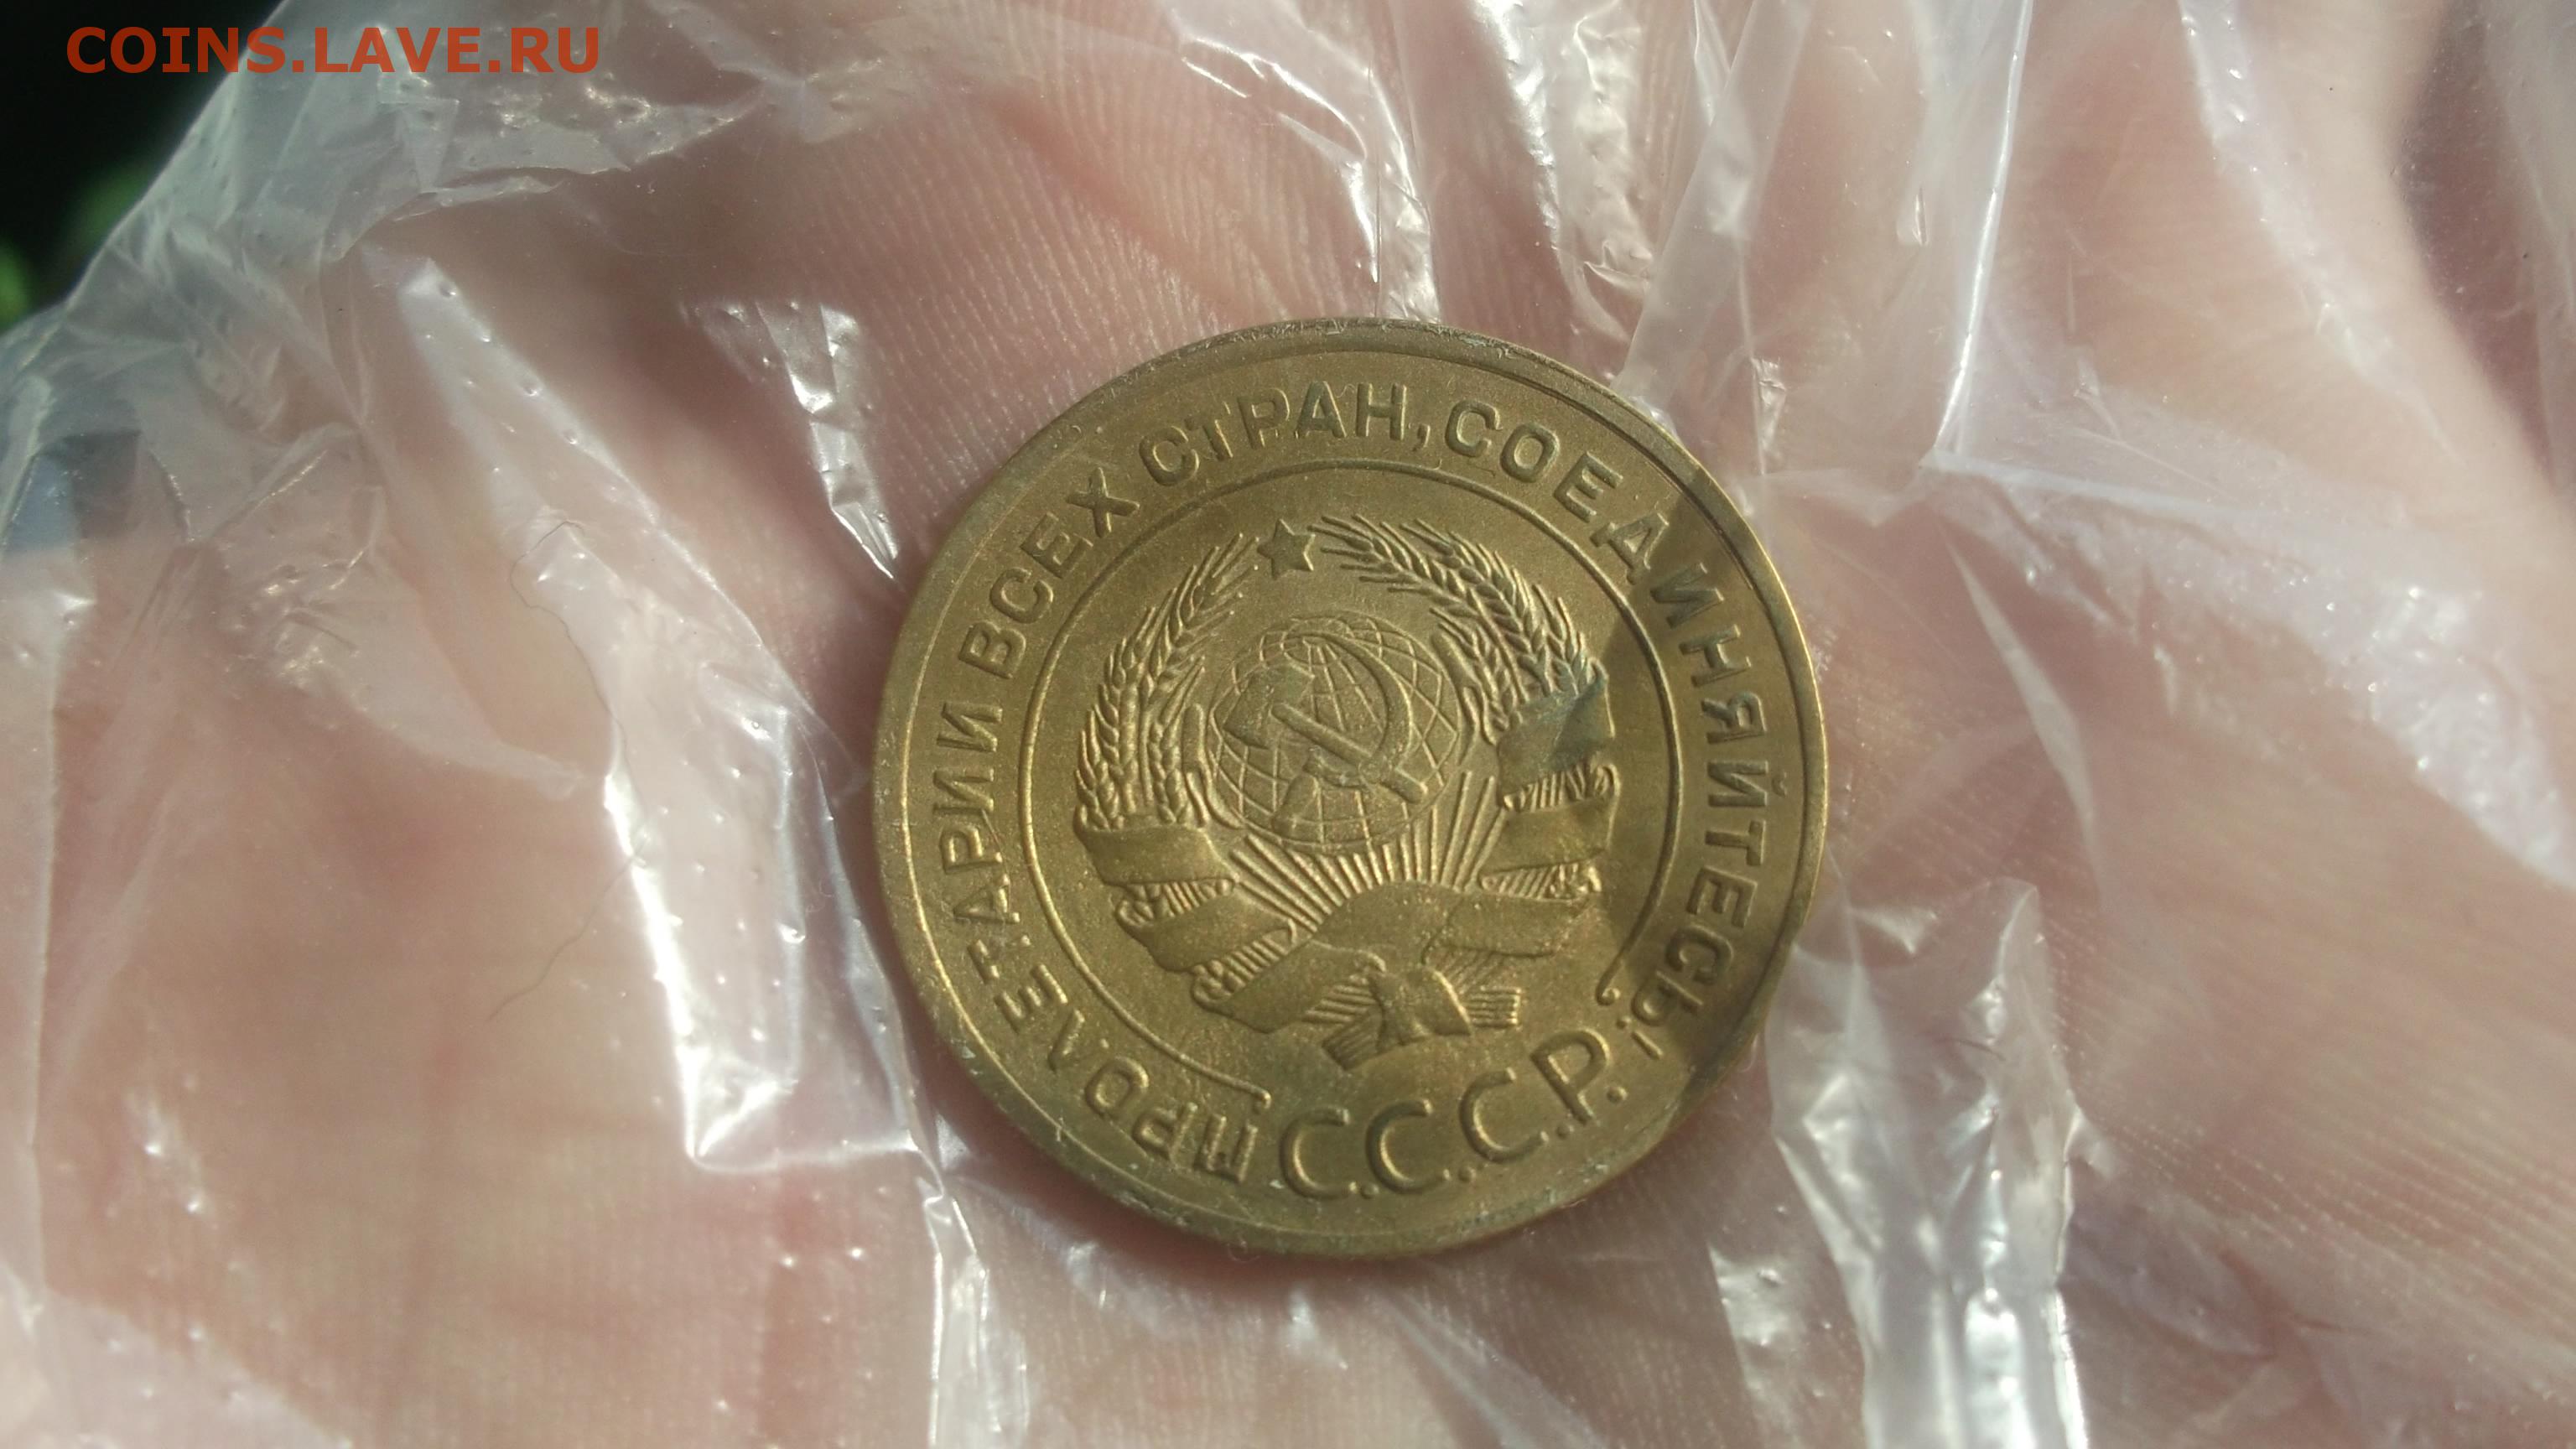 COINS.LAVE.RU
ПРОЛЕТАРИИ ВСЕХ СТРАН, СОЕДИНЯЙТЕСЬ!
С.С.С.Р.